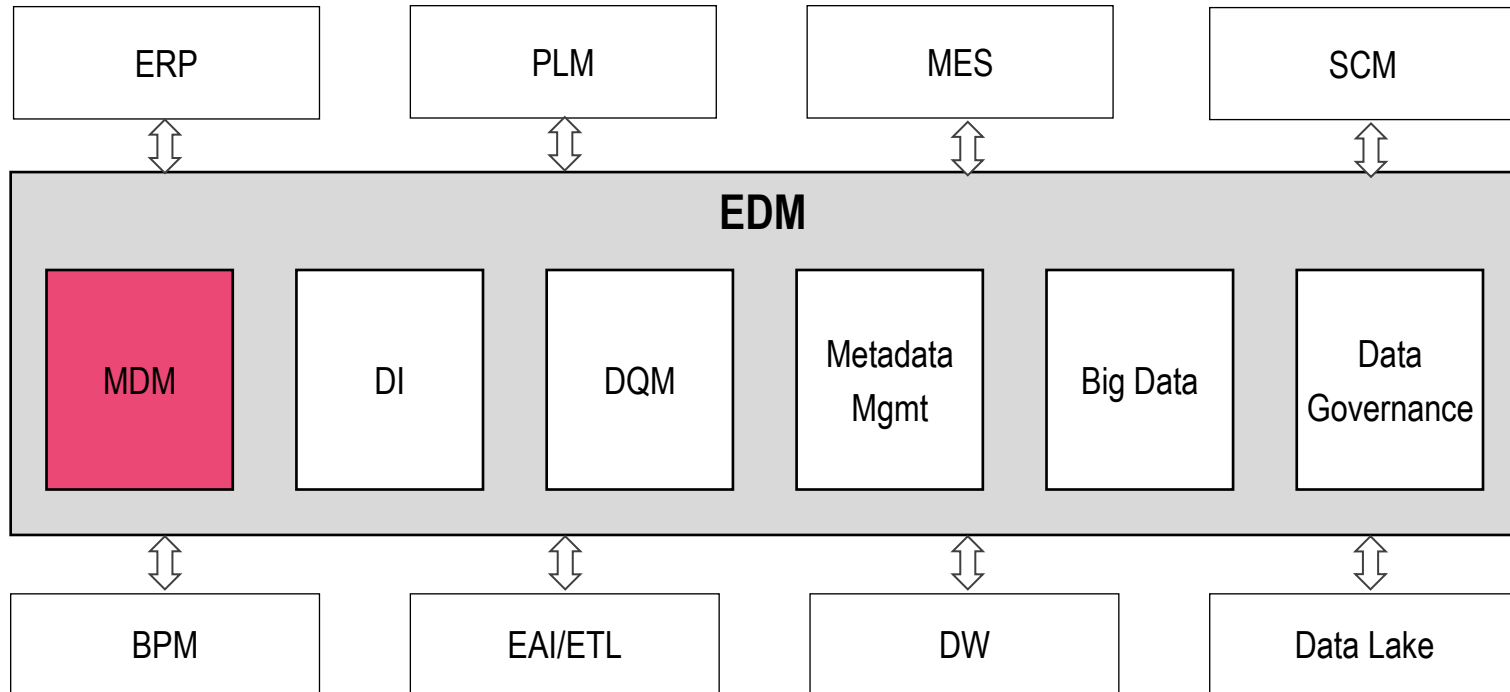 ERP
PLM
MES
SCM
EDM
MDM
DI
DQM
Metadata
Mgmt
Big Data
Data
Governance
BPM
EAI/ETL
DW
Data Lake